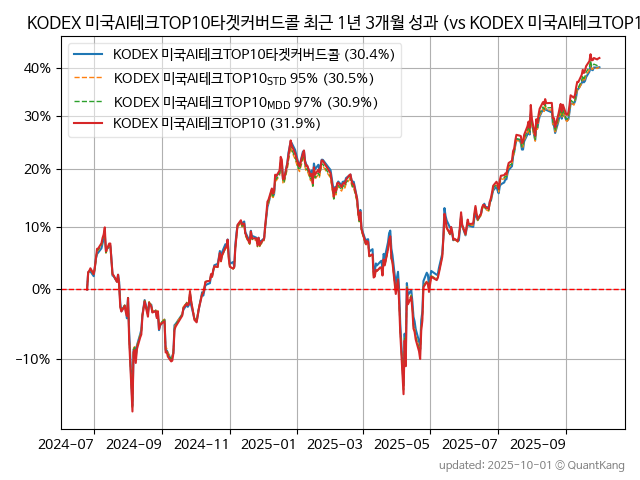 KODEX 미국AI테크TOP10타겟커버드콜 최근 1년 3개월 성과 (vs KODEX 미국AI테크TOP1
KODEX 미국AI테크TOP10타겟커버드콜 (30.4%)
KODEX 미국AI테크TOP10STD 95% (30.5%)
KODEX 미국AI테크TOP10MDD 97% (30.9%)
KODEX 미국AI테크TOP10 (31.9%)
40%
30%
20%
10%
0%
-10%
2024-07 2024-09 2024-11 2025-01 2025-03 2025-05 2025-07 2025-09
updated: 2025-10-01 © QuantKang